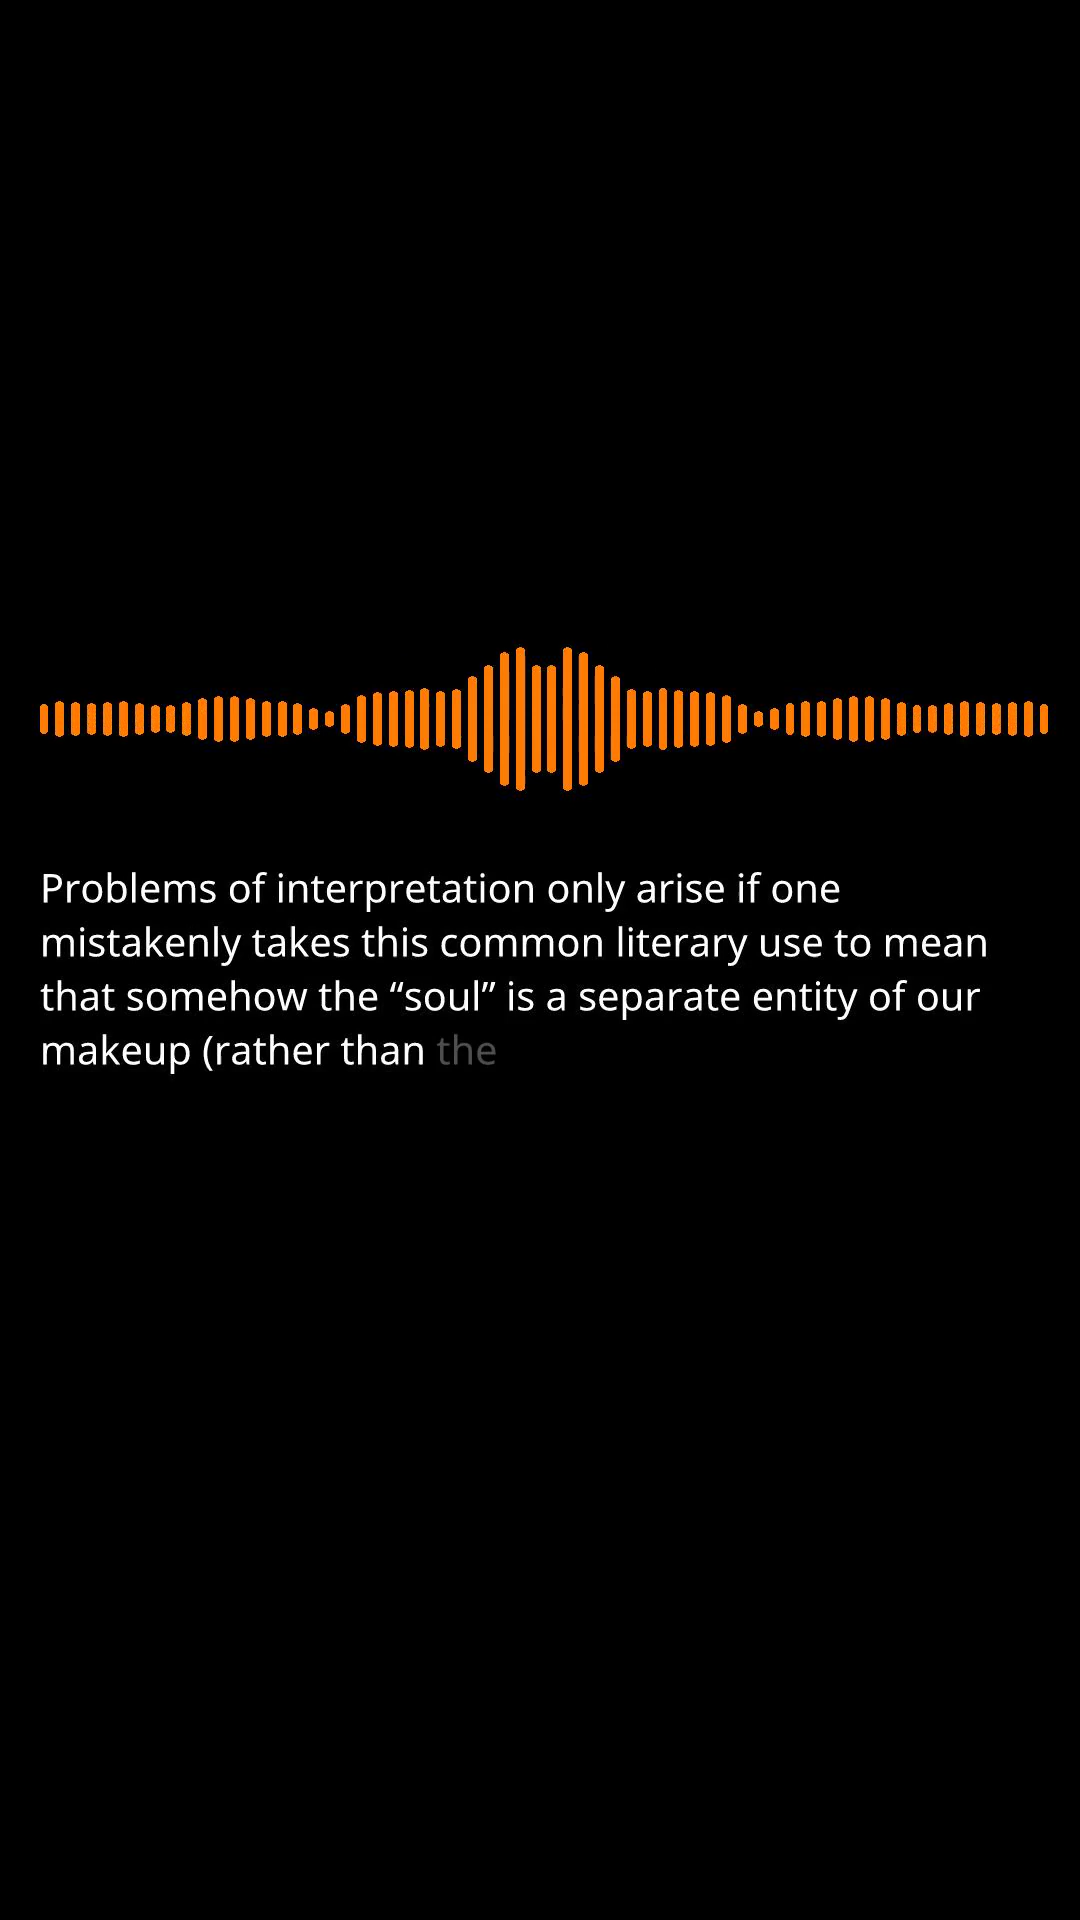 Problems of interpretation only arise if one
mistakenly takes this common literary use to mean
that somehow the “soul” is a separate entity of our
makeup (rather than the